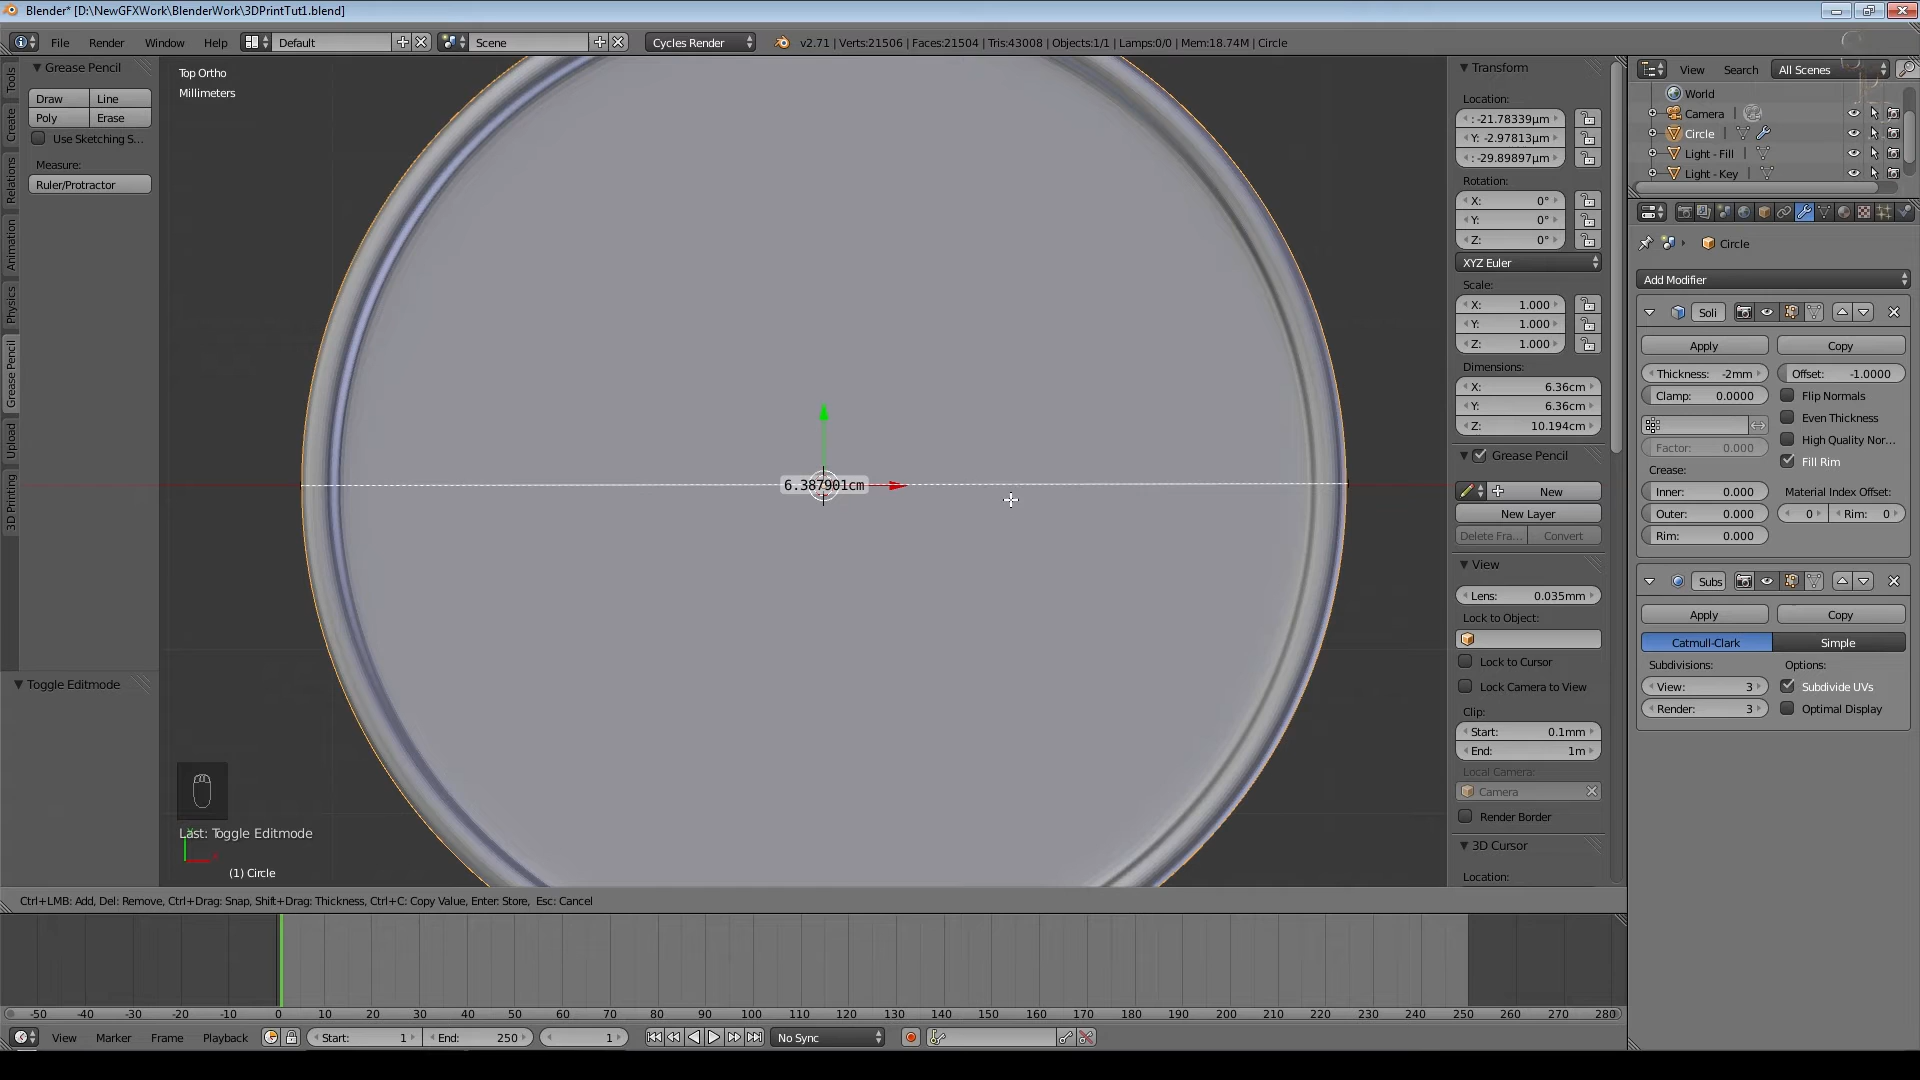 Blender* [D:\NewGFXWork\BlenderWork\3DPrintTut1.blend]
File Render Window Help Default Scene Cycles Render v2.71 | Verts:21506 | Faces:21504 | Tris:43008 | Objects:1/1 | Lamps:0/0 | Mem:18.74M | Circle
Grease Pencil
Draw Line
Poly Erase
Use Sketching S...
Measure:
Ruler/Protractor
Tools
Create
Relations
Animation
Physics
Grease Pencil
Upload
3D Printing
Toggle Editmode
Top Ortho
Millimeters
6.387901cm
Last: Toggle Editmode
(1) Circle
Transform
Location:
: -21.78339µm
Y: -2.97813µm
: -29.89897µm
Rotation:
X: 0°
Y: 0°
Z: 0°
XYZ Euler
Scale:
X: 1.000
Y: 1.000
Z: 1.000
Dimensions:
X: 6.36cm
Y: 6.36cm
Z: 10.194cm
Grease Pencil
New
New Layer
Delete Fra... Convert
View
Lens: 0.035mm
Lock to Object:
Lock to Cursor
Lock Camera to View
Clip:
Start: 0.1mm
End: 1m
Local Camera:
Camera
Render Border
3D Cursor
Location:
View Search All Scenes
World
Camera
Circle
Light - Fill
Light - Key
Circle
Add Modifier
Soli
Apply Copy
Thickness: -2mm Offset: -1.0000
Clamp: 0.0000 Flip Normals
Even Thickness
High Quality Nor...
Factor: 0.000
Fill Rim
Crease:
Inner: 0.000 Material Index Offset:
Outer: 0.000 0 Rim: 0
Rim: 0.000
Subs
Apply Copy
Catmull-Clark Simple
Subdivisions: Options:
View: 3 Subdivide UVs
Render: 3 Optimal Display
Ctrl+LMB: Add, Del: Remove, Ctrl+Drag: Snap, Shift+Drag: Thickness, Ctrl+C: Copy Value, Enter: Store, Esc: Cancel
-50 -40 -30 -20 -10 0 10 20 30 40 50 60 70 80 90 100 110 120 130 140 150 160 170 180 190 200 210 220 230 240 250 260 270 280
View Marker Frame Playback Start: 1 End: 250 1 No Sync